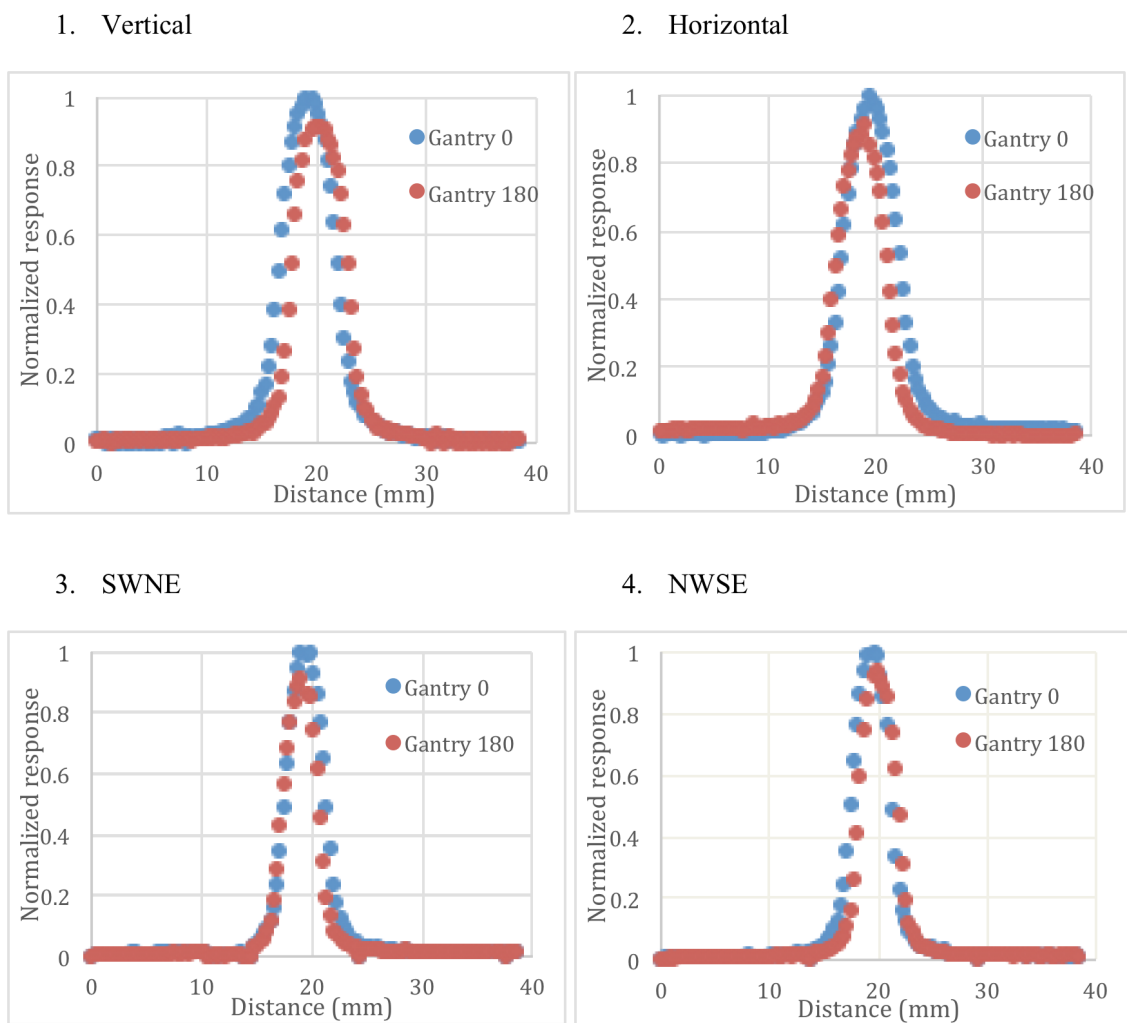 1. Vertical
2. Horizontal
1
0.8
0.6
0.4
0.2
0
0 10 20 30 40
Normalized response
Distance (mm)
Gantry 0
Gantry 180
1
0.8
0.6
0.4
0.2
0
0 10 20 30 40
Normalized response
Distance (mm)
Gantry 0
Gantry 180
3. SWNE
4. NWSE
1
0.8
0.6
0.4
0.2
0
0 10 20 30 40
Normalized response
Distance (mm)
Gantry 0
Gantry 180
1
0.8
0.6
0.4
0.2
0
0 10 20 30 40
Normalized response
Distance (mm)
Gantry 0
Gantry 180